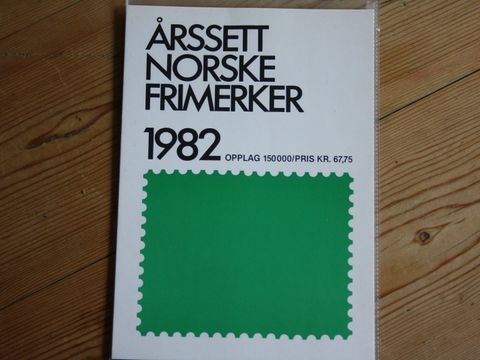 ÅRSSETT
NORSKE
FRIMERKER
1982 OPPLAG 150000/PRIS KR. 67,75